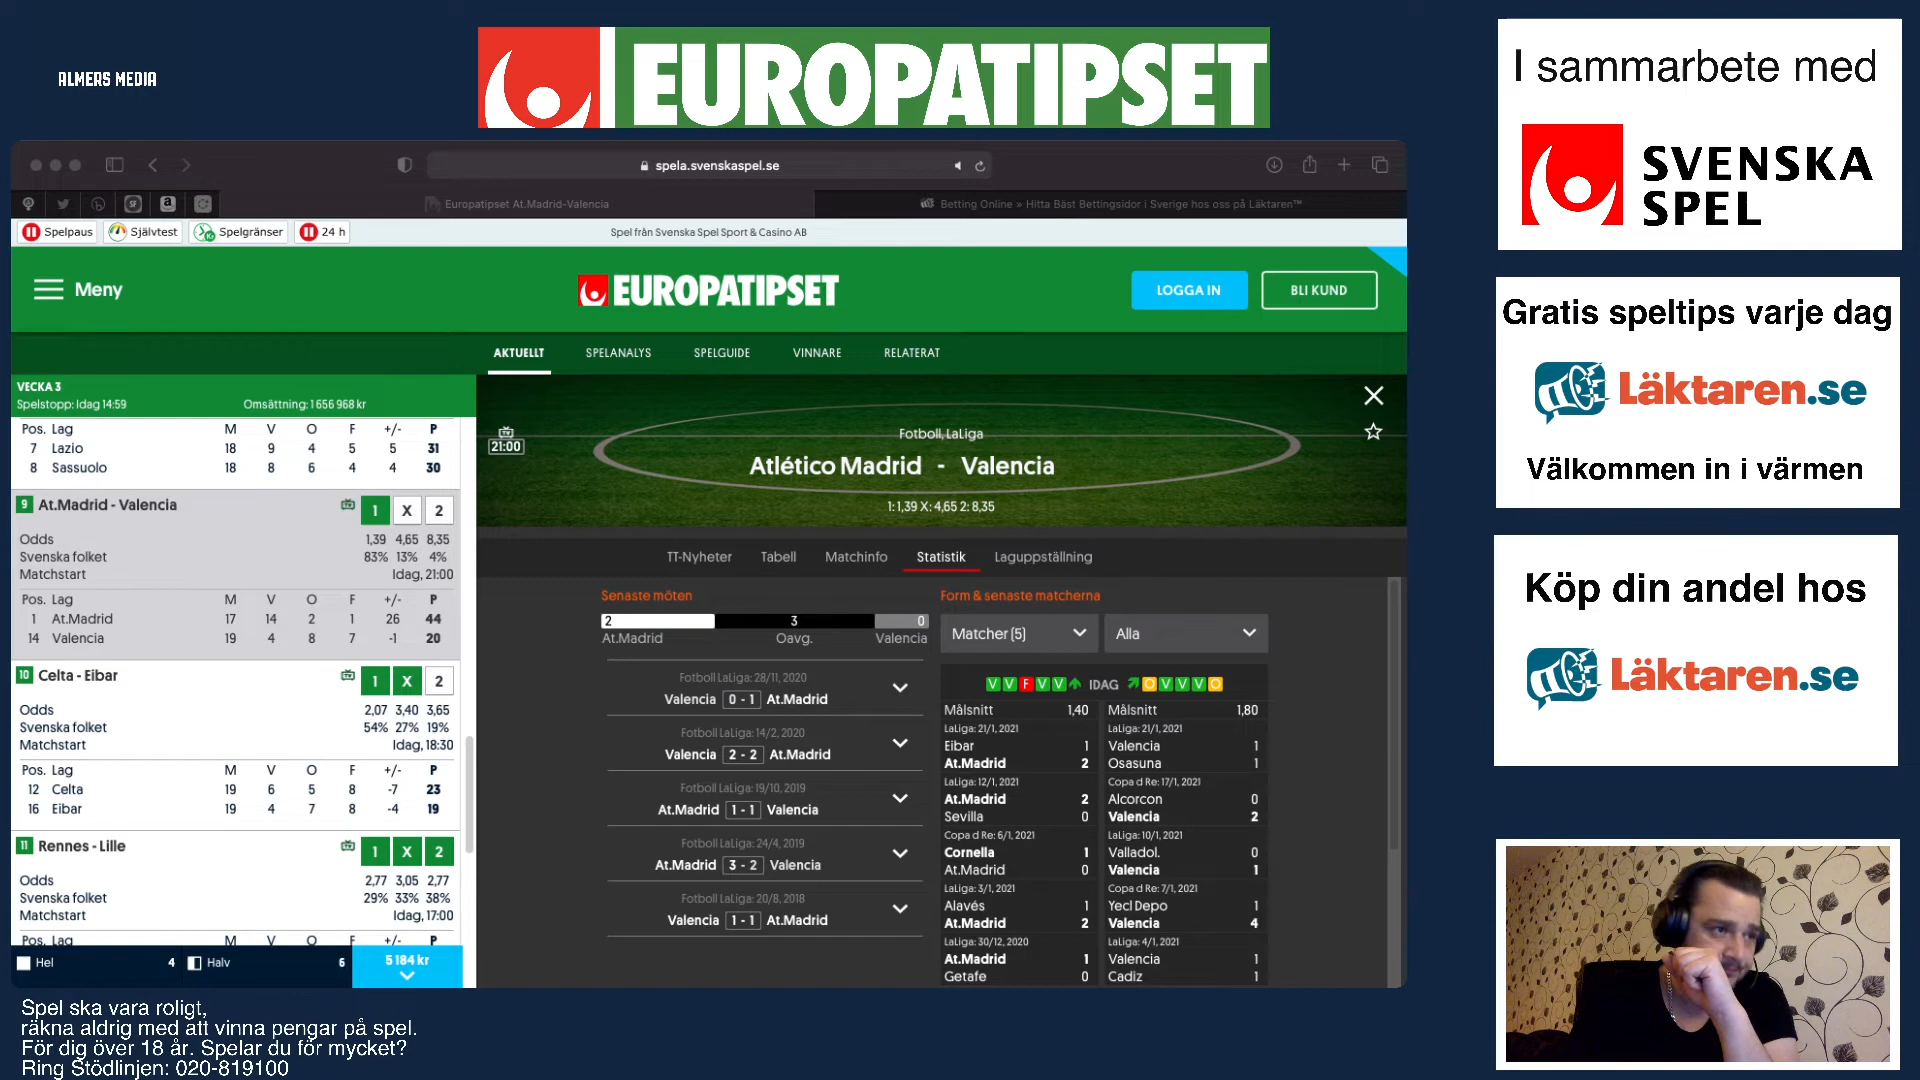 ALMERS MEDIA
EUROPATIPSET
I sammarbete med
SVENSKA
SPEL
Gratis speltips varje dag
Läktaren.se
Välkommen in i värmen
Köp din andel hos
Läktaren.se
spela.svenskaspel.se
Europatipset At.Madrid-Valencia
Betting Online » Hitta Bäst Bettingsidor i Sverige hos oss på Läktaren™
Spelpaus Självtest Spelgränser 24 h
Spel från Svenska Spel Sport & Casino AB
Meny
EUROPATIPSET
LOGGA IN
BLI KUND
AKTUELLT SPELANALYS SPELGUIDE VINNARE RELATERAT
VECKA 3
Spelstopp: Idag 14:59 Omsättning: 1 656 968 kr
Pos. Lag M V O F +/- P
7 Lazio 18 9 4 5 5 31
8 Sassuolo 18 8 6 4 4 30
9 At.Madrid - Valencia 1 X 2
Odds 1,39 4,65 8,35
Svenska folket 83% 13% 4%
Matchstart Idag, 21:00
Pos. Lag M V O F +/- P
1 At.Madrid 17 14 2 1 26 44
14 Valencia 19 4 8 7 -1 20
10 Celta - Eibar 1 X 2
Odds 2,07 3,40 3,65
Svenska folket 54% 27% 19%
Matchstart Idag, 18:30
Pos. Lag M V O F +/- P
12 Celta 19 6 5 8 -7 23
16 Eibar 19 4 7 8 -4 19
11 Rennes - Lille 1 X 2
Odds 2,77 3,05 2,77
Svenska folket 29% 33% 38%
Matchstart Idag, 17:00
Pos. Lag M V O F +/- P
Hel 4 Halv 6 5 184 kr
TV
21:00
Fotboll, LaLiga
Atlético Madrid - Valencia
1: 1,39 X: 4,65 2: 8,35
TT-Nyheter Tabell Matchinfo Statistik Laguppställning
Senaste möten
2 3 0
At.Madrid Oavg. Valencia
Fotboll LaLiga: 28/11, 2020
Valencia 0 - 1 At.Madrid
Fotboll LaLiga: 14/2, 2020
Valencia 2 - 2 At.Madrid
Fotboll LaLiga: 19/10, 2019
At.Madrid 1 - 1 Valencia
Fotboll LaLiga: 24/4, 2019
At.Madrid 3 - 2 Valencia
Fotboll LaLiga: 20/8, 2018
Valencia 1 - 1 At.Madrid
Form & senaste matcherna
Matcher (5) Alla
V V F V V IDAG O V V V O
Målsnitt 1,40 Målsnitt 1,80
LaLiga: 21/1, 2021 LaLiga: 21/1, 2021
Eibar 1 Valencia 1
At.Madrid 2 Osasuna 1
LaLiga: 12/1, 2021 Copa d Re: 17/1, 2021
At.Madrid 2 Alcorcon 0
Sevilla 0 Valencia 2
Copa d Re: 6/1, 2021 LaLiga: 10/1, 2021
Cornella 1 Valladol. 0
At.Madrid 0 Valencia 1
LaLiga: 3/1, 2021 Copa d Re: 7/1, 2021
Alavés 1 Yecl Depo 1
At.Madrid 2 Valencia 4
LaLiga: 30/12, 2020 LaLiga: 4/1, 2021
At.Madrid 1 Valencia 1
Getafe 0 Cadiz 1
Spel ska vara roligt,
räkna aldrig med att vinna pengar på spel.
För dig över 18 år. Spelar du för mycket?
Ring Stödlinjen: 020-819100